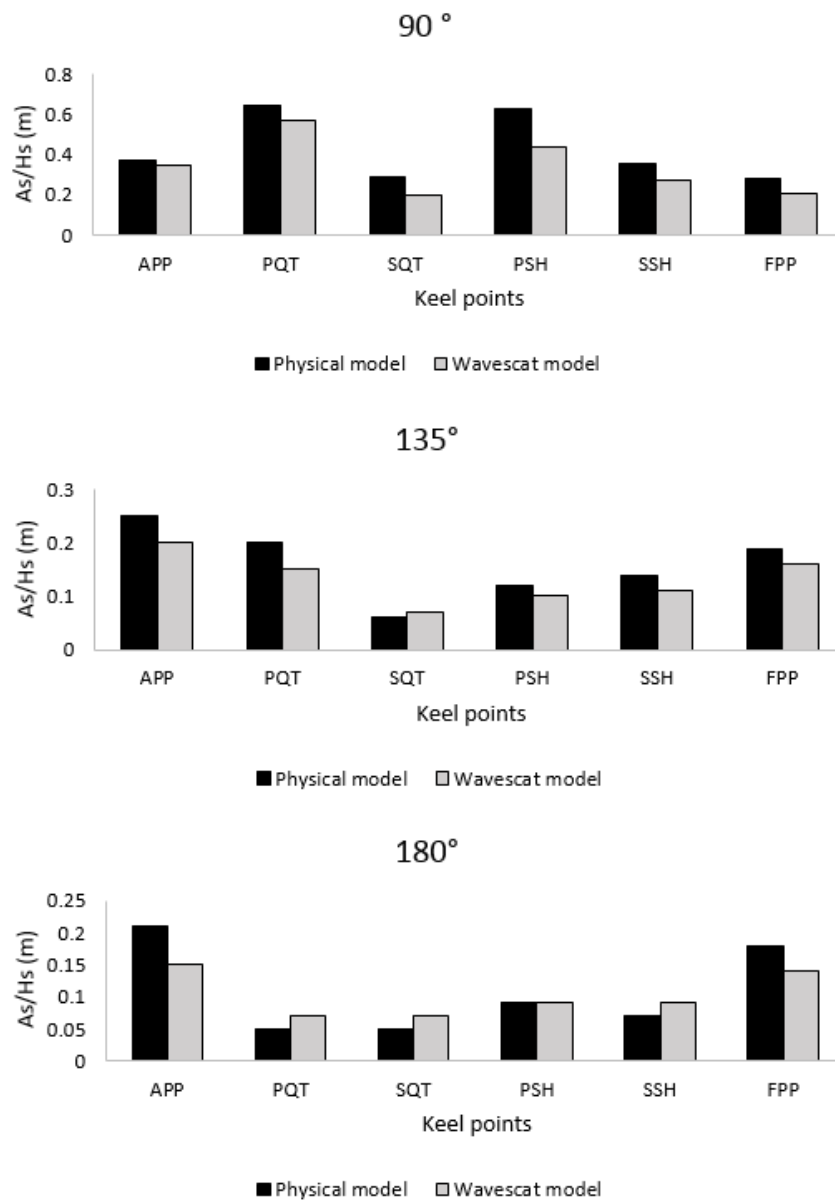 90 °
As/Hs (m)
0.8
0.6
0.4
0.2
0
APP PQT SQT PSH SSH FPP
Keel points
Physical model Wavescat model
135°
As/Hs (m)
0.3
0.2
0.1
0
APP PQT SQT PSH SSH FPP
Keel points
Physical model Wavescat model
180°
As/Hs (m)
0.25
0.2
0.15
0.1
0.05
0
APP PQT SQT PSH SSH FPP
Keel points
Physical model Wavescat model